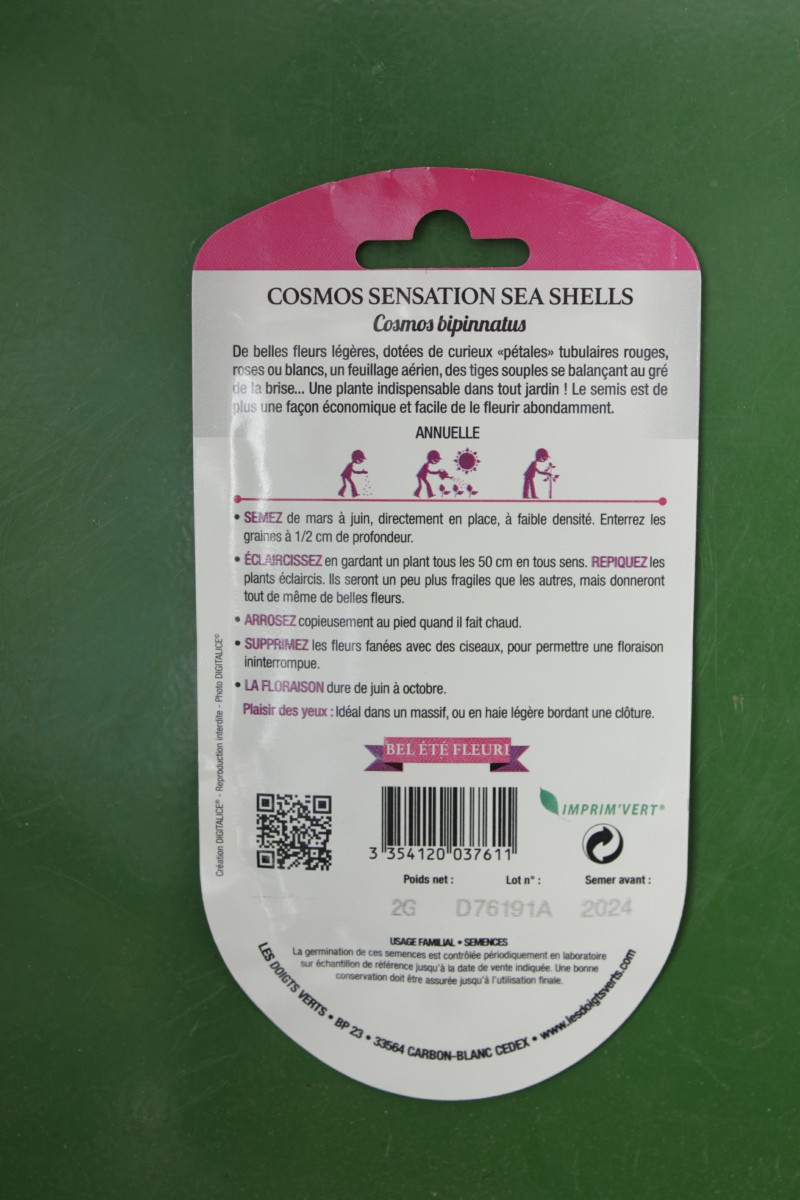 COSMOS SENSATION SEA SHELLS
Cosmos bipinnatus
De belles fleurs légères, dotées de curieux «pétales» tubulaires rouges,
roses ou blancs, un feuillage aérien, des tiges souples se balançant au gré
de la brise... Une plante indispensable dans tout jardin ! Le semis est de
plus une façon économique et facile de le fleurir abondamment.
ANNUELLE
• SEMEZ de mars à juin, directement en place, à faible densité. Enterrez les
graines à 1/2 cm de profondeur.
• ÉCLAIRCISSEZ en gardant un plant tous les 50 cm en tous sens. REPIQUEZ les
plants éclaircis. Ils seront un peu plus fragiles que les autres, mais donneront
tout de même de belles fleurs.
• ARROSEZ copieusement au pied quand il fait chaud.
• SUPPRIMEZ les fleurs fanées avec des ciseaux, pour permettre une floraison
ininterrompue.
• LA FLORAISON dure de juin à octobre.
Plaisir des yeux : Idéal dans un massif, ou en haie légère bordant une clôture.
Création DIGITALICE® - Reproduction interdite - Photo DIGITALICE®
BEL ÉTÉ FLEURI
IMPRIM'VERT®
3 354120 037611
Poids net : Lot n° : Semer avant :
2G D76191A 2024
USAGE FAMILIAL • SEMENCES
La germination de ces semences est contrôlée périodiquement en laboratoire
sur échantillon de référence jusqu'à la date de vente indiquée. Une bonne
conservation doit être assurée jusqu'à l'utilisation finale.
LES DOIGTS VERTS • BP 23 • 33564 CARBON-BLANC CEDEX • www.lesdoigtsverts.com